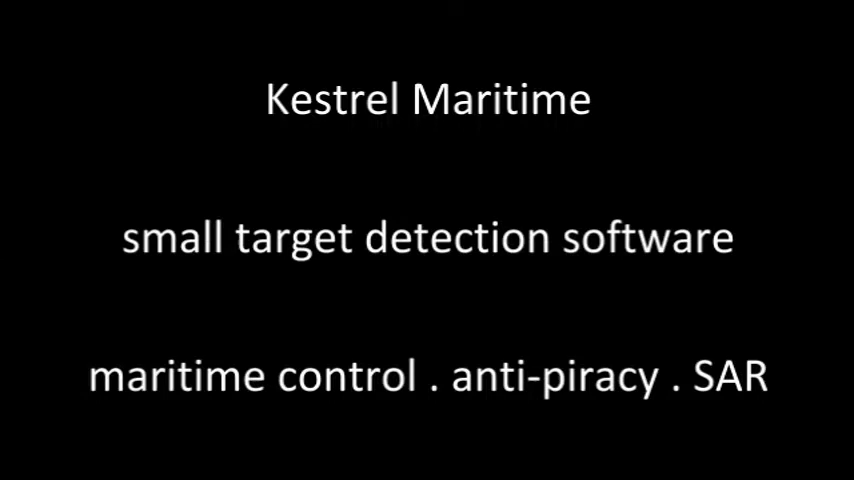 Kestrel Maritime
small target detection software
maritime control . anti-piracy . SAR